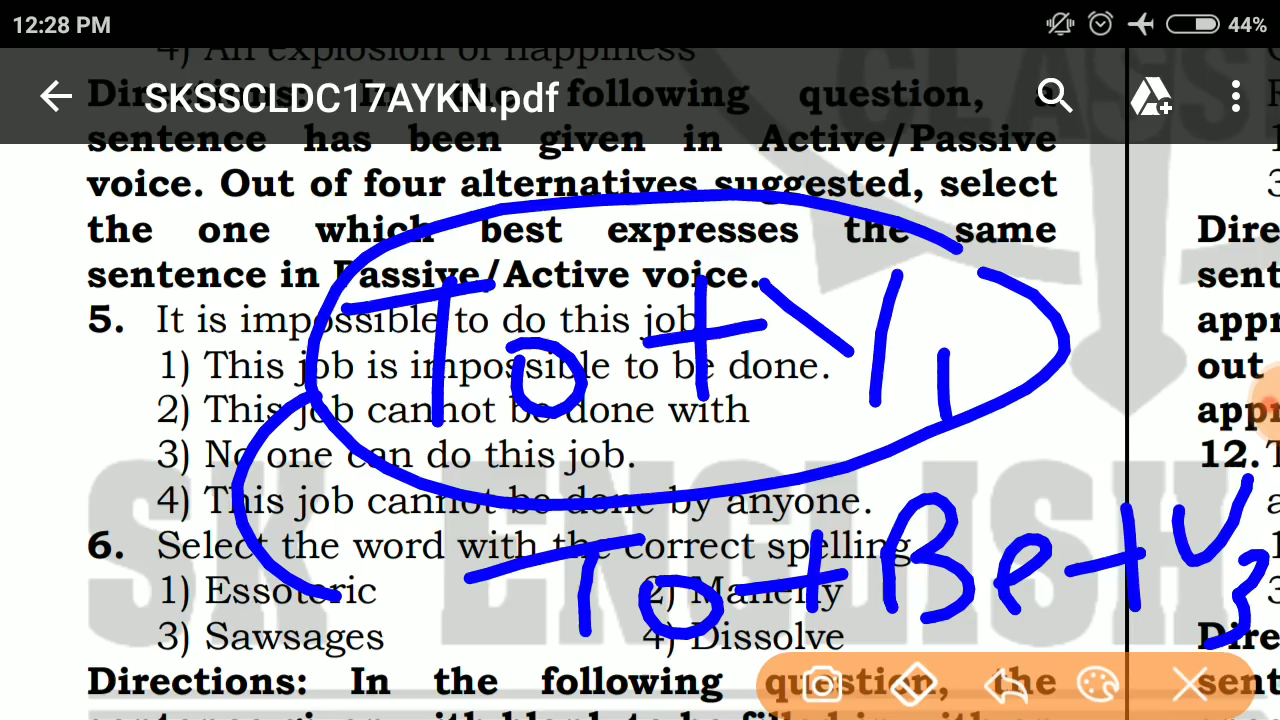 12:28 PM
44%
4) An explosion of happiness
SKSSCLDC17AYKN.pdf
Directions: In the following question, a
sentence has been given in Active/Passive
voice. Out of four alternatives suggested, select
the one which best expresses the same
sentence in Passive/Active voice.
5. It is impossible to do this job.
1) This job is impossible to be done.
2) This job cannot be done with
3) No one can do this job.
4) This job cannot be done by anyone.
6. Select the word with the correct spelling.
1) Essoteric
3) Sawsages
4) Dissolve
Directions: In the following question, the
To + V1
To + Be + V3
CLASS
SK ENGLISH
Dire
sent
appr
out
appr
12. T
a
1
3
Dire
sent